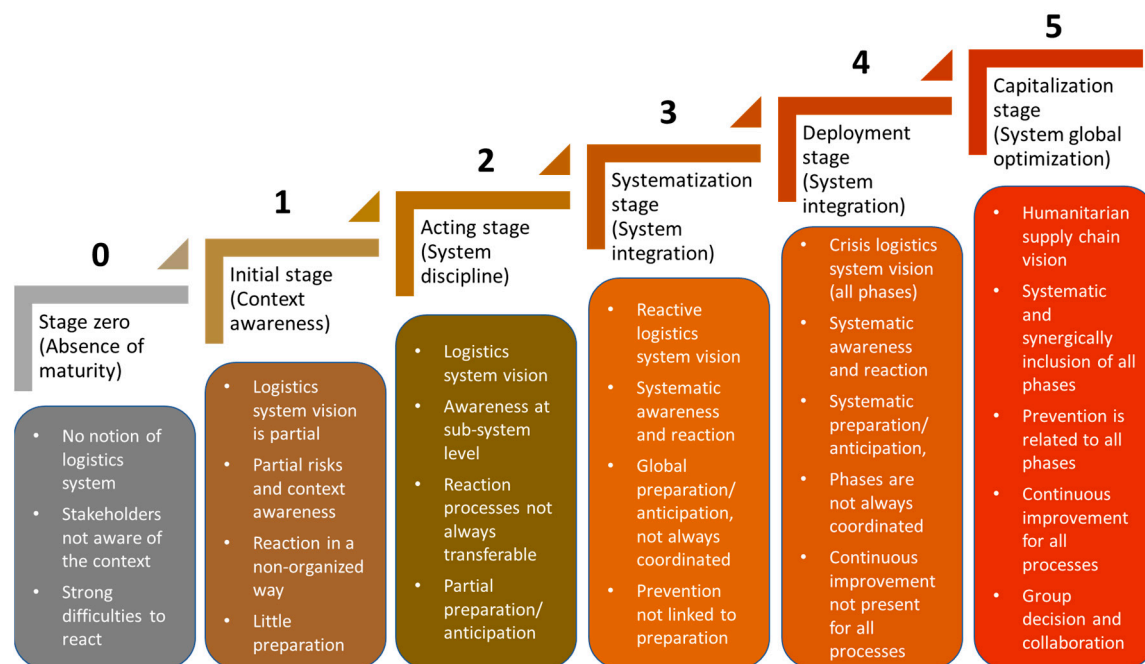 0
Stage zero
(Absence of
maturity)
• No notion of
logistics
system
• Stakeholders
not aware of
the context
• Strong
difficulties to
react
1
Initial stage
(Context
awareness)
• Logistics
system vision
is partial
• Partial risks
and context
awareness
• Reaction in a
non-organized
way
• Little
preparation
2
Acting stage
(System
discipline)
• Logistics
system vision
• Awareness at
sub-system
level
• Reaction
processes not
always
transferable
• Partial
preparation/
anticipation
3
Systematization
stage
(System
integration)
• Reactive
logistics
system vision
• Systematic
awareness
and reaction
• Global
preparation/
anticipation,
not always
coordinated
• Prevention
not linked to
preparation
4
Deployment
stage
(System
integration)
• Crisis logistics
system vision
(all phases)
• Systematic
awareness
and reaction
• Systematic
preparation/
anticipation,
• Phases are
not always
coordinated
• Continuous
improvement
not present
for all
processes
5
Capitalization
stage
(System global
optimization)
• Humanitarian
supply chain
vision
• Systematic
and
synergically
inclusion of all
phases
• Prevention is
related to all
phases
• Continuous
improvement
for all
processes
• Group
decision and
collaboration